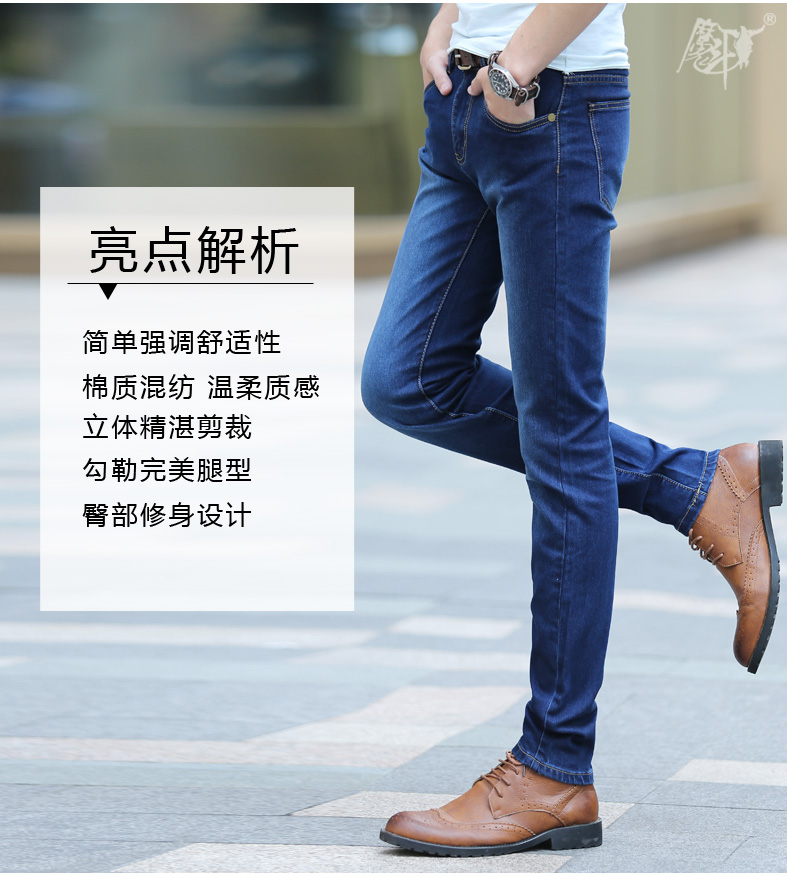 亮点解析
简单强调舒适性
棉质混纺 温柔质感
立体精湛剪裁
勾勒完美腿型
臀部修身设计
®